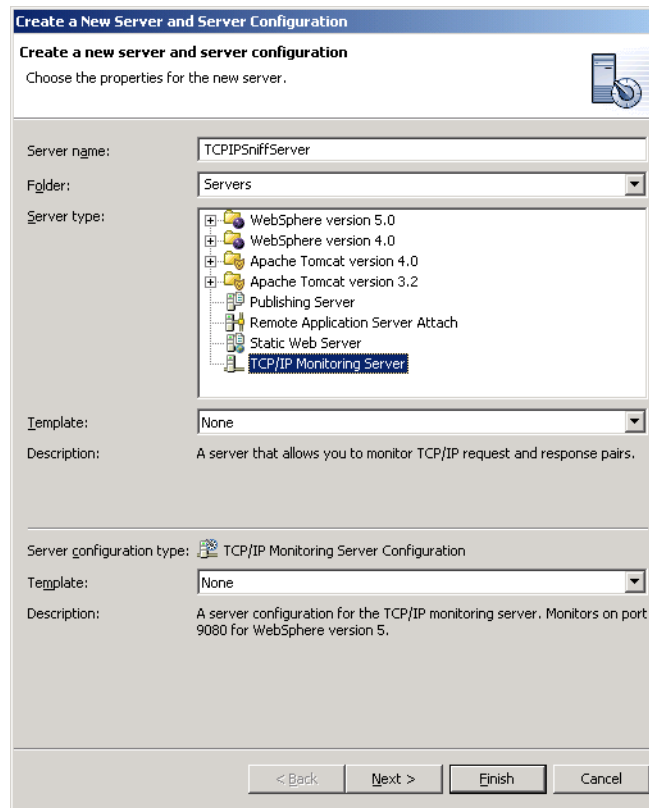 Create a New Server and Server Configuration
Create a new server and server configuration
Choose the properties for the new server.
Server name: TCPIPSniffServer
Folder: Servers
Server type:
WebSphere version 5.0
WebSphere version 4.0
Apache Tomcat version 4.0
Apache Tomcat version 3.2
Publishing Server
Remote Application Server Attach
Static Web Server
TCP/IP Monitoring Server
Template: None
Description: A server that allows you to monitor TCP/IP request and response pairs.
Server configuration type: TCP/IP Monitoring Server Configuration
Template: None
Description: A server configuration for the TCP/IP monitoring server. Monitors on port
9080 for WebSphere version 5.
< Back Next > Finish Cancel